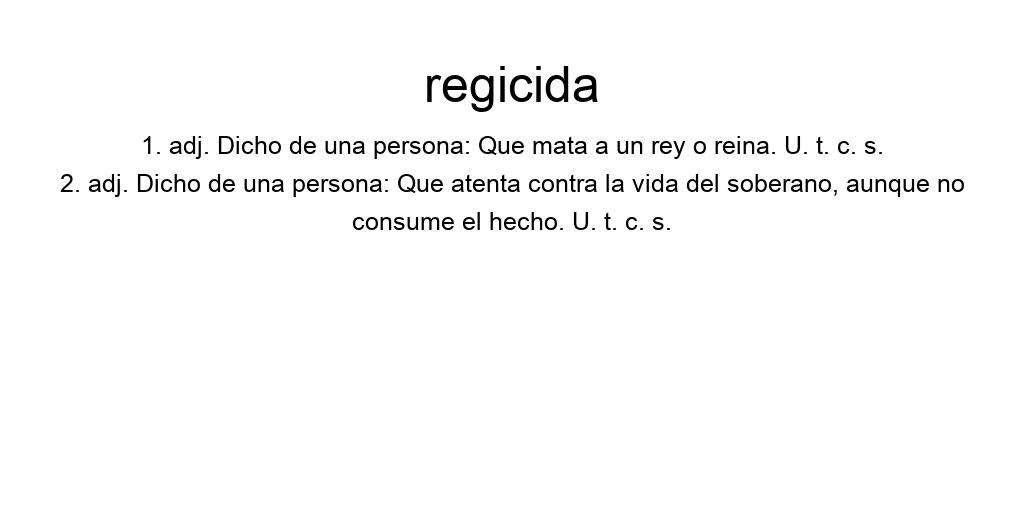 regicida
1. adj. Dicho de una persona: Que mata a un rey o reina. U. t. c. s.
2. adj. Dicho de una persona: Que atenta contra la vida del soberano, aunque no
consume el hecho. U. t. c. s.